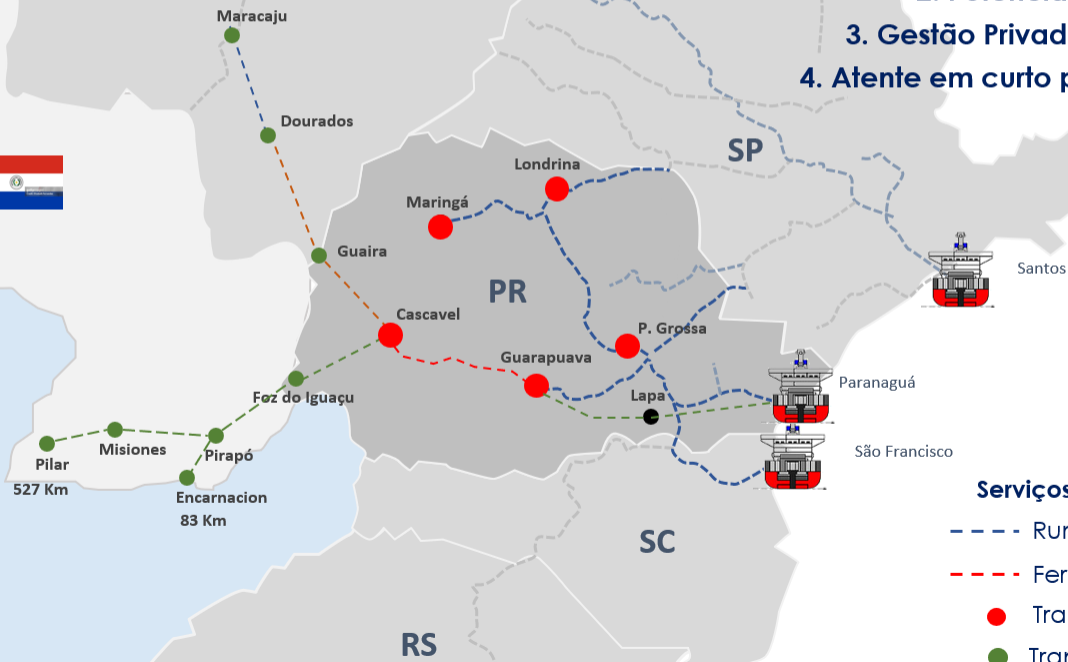 3. Gestão Privad
4. Atente em curto p
Maracaju
Dourados
Londrina
SP
Maringá
Guaira
Santos
PR
Cascavel
P. Grossa
Guarapuava
Foz do Iguaçu
Lapa
Paranaguá
Misiones
Pirapó
Pilar
527 Km
São Francisco
Encarnacion
83 Km
Serviços
SC
Rur
Fer
Tra
RS
Tran